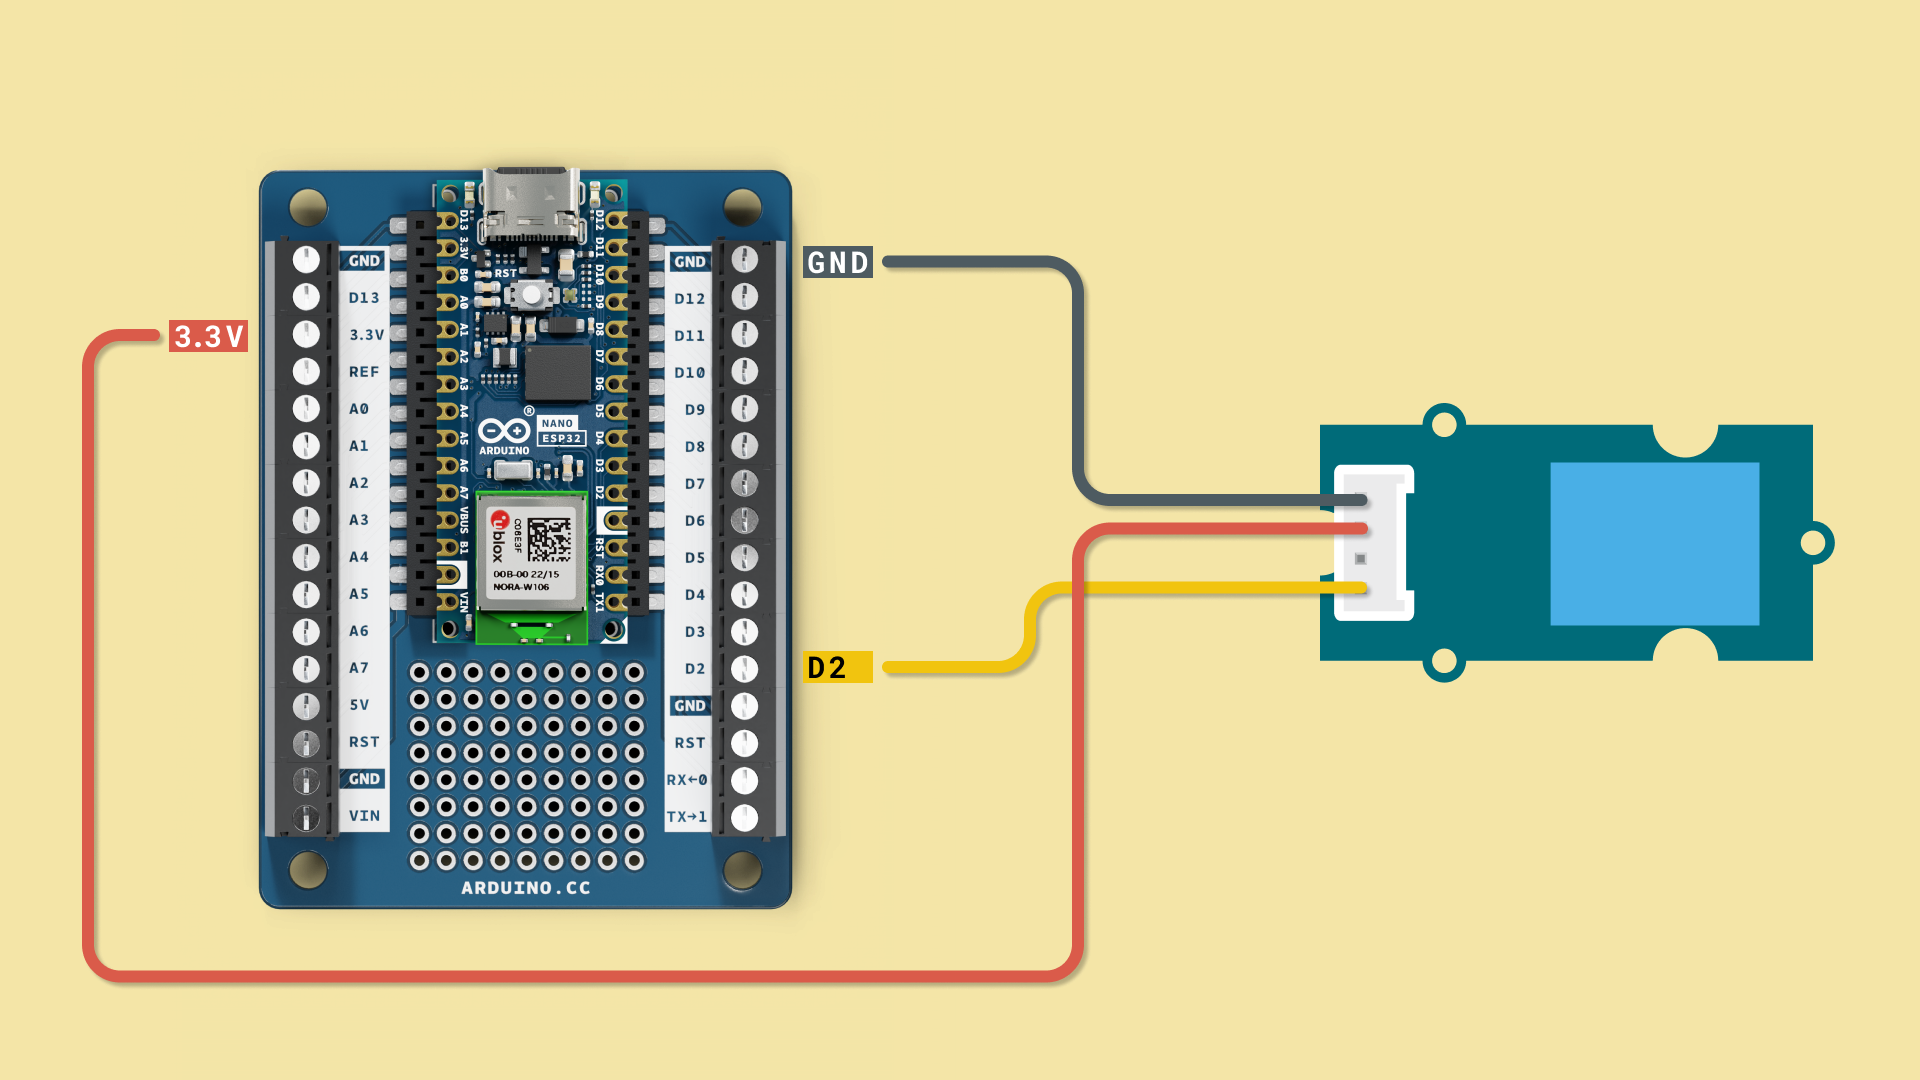 GND
3.3V
D2
GND
D13
3.3V
REF
A0
A1
A2
A3
A4
A5
A6
A7
5V
RST
GND
VIN
D13
3.3V
B0
A0
A1
A2
A3
A4
A5
A6
A7
VBUS
B1
VIN
RST
®
NANO
ESP32
ARDUINO
ublox
C06E3F
00B-00 22/15
NORA-W106
D12
D11
D10
D9
D8
D7
D6
D5
D4
D3
D2
RST
RX0
TX1
GND
D12
D11
D10
D9
D8
D7
D6
D5
D4
D3
D2
GND
RST
RX←0
TX→1
ARDUINO.CC